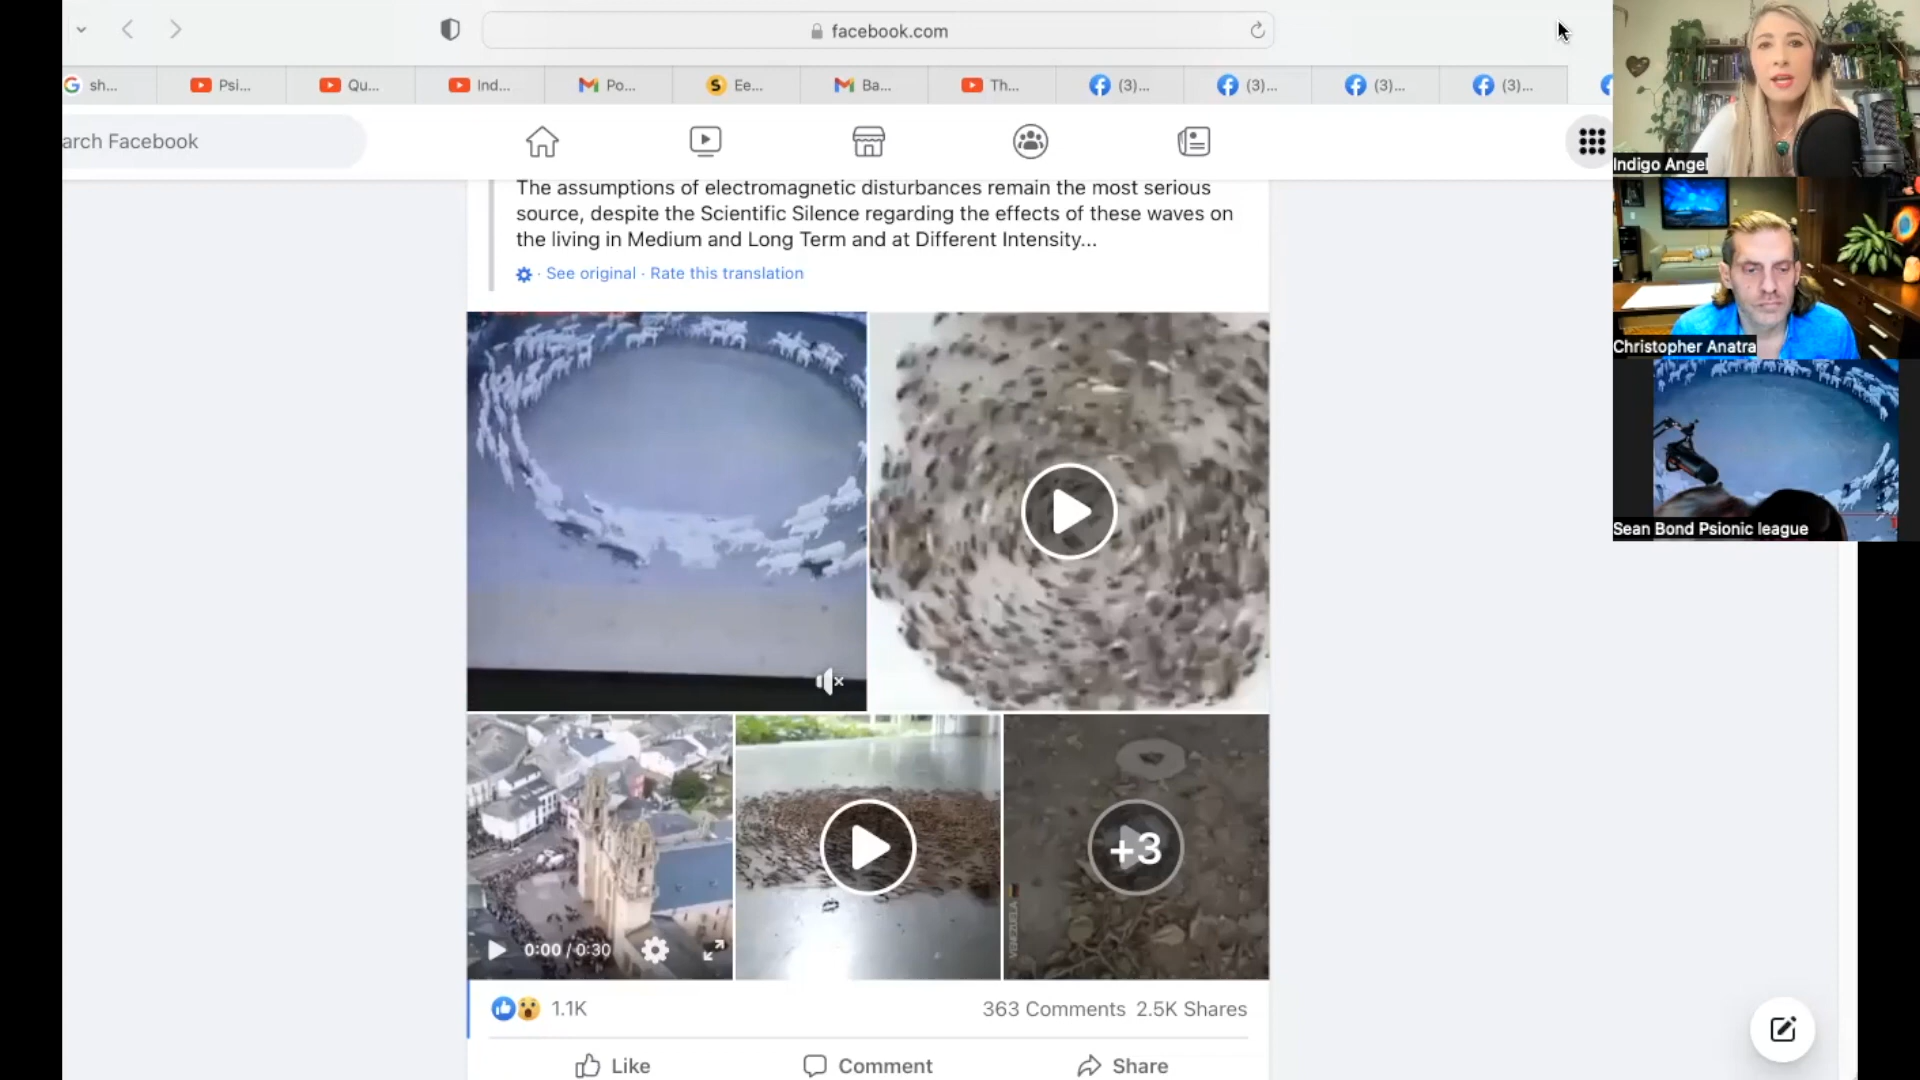 facebook.com
sh...
Psi...
Qu...
Ind...
Po...
Ee...
Ba...
Th...
(3)...
(3)...
(3)...
(3)...
arch Facebook
Indigo Angel
Christopher Anatra
Sean Bond Psionic league
The assumptions of electromagnetic disturbances remain the most serious
source, despite the Scientific Silence regarding the effects of these waves on
the living in Medium and Long Term and at Different Intensity...
· See original · Rate this translation
0:00 / 0:30
VENEZUELA
+3
1.1K
363 Comments 2.5K Shares
Like
Comment
Share